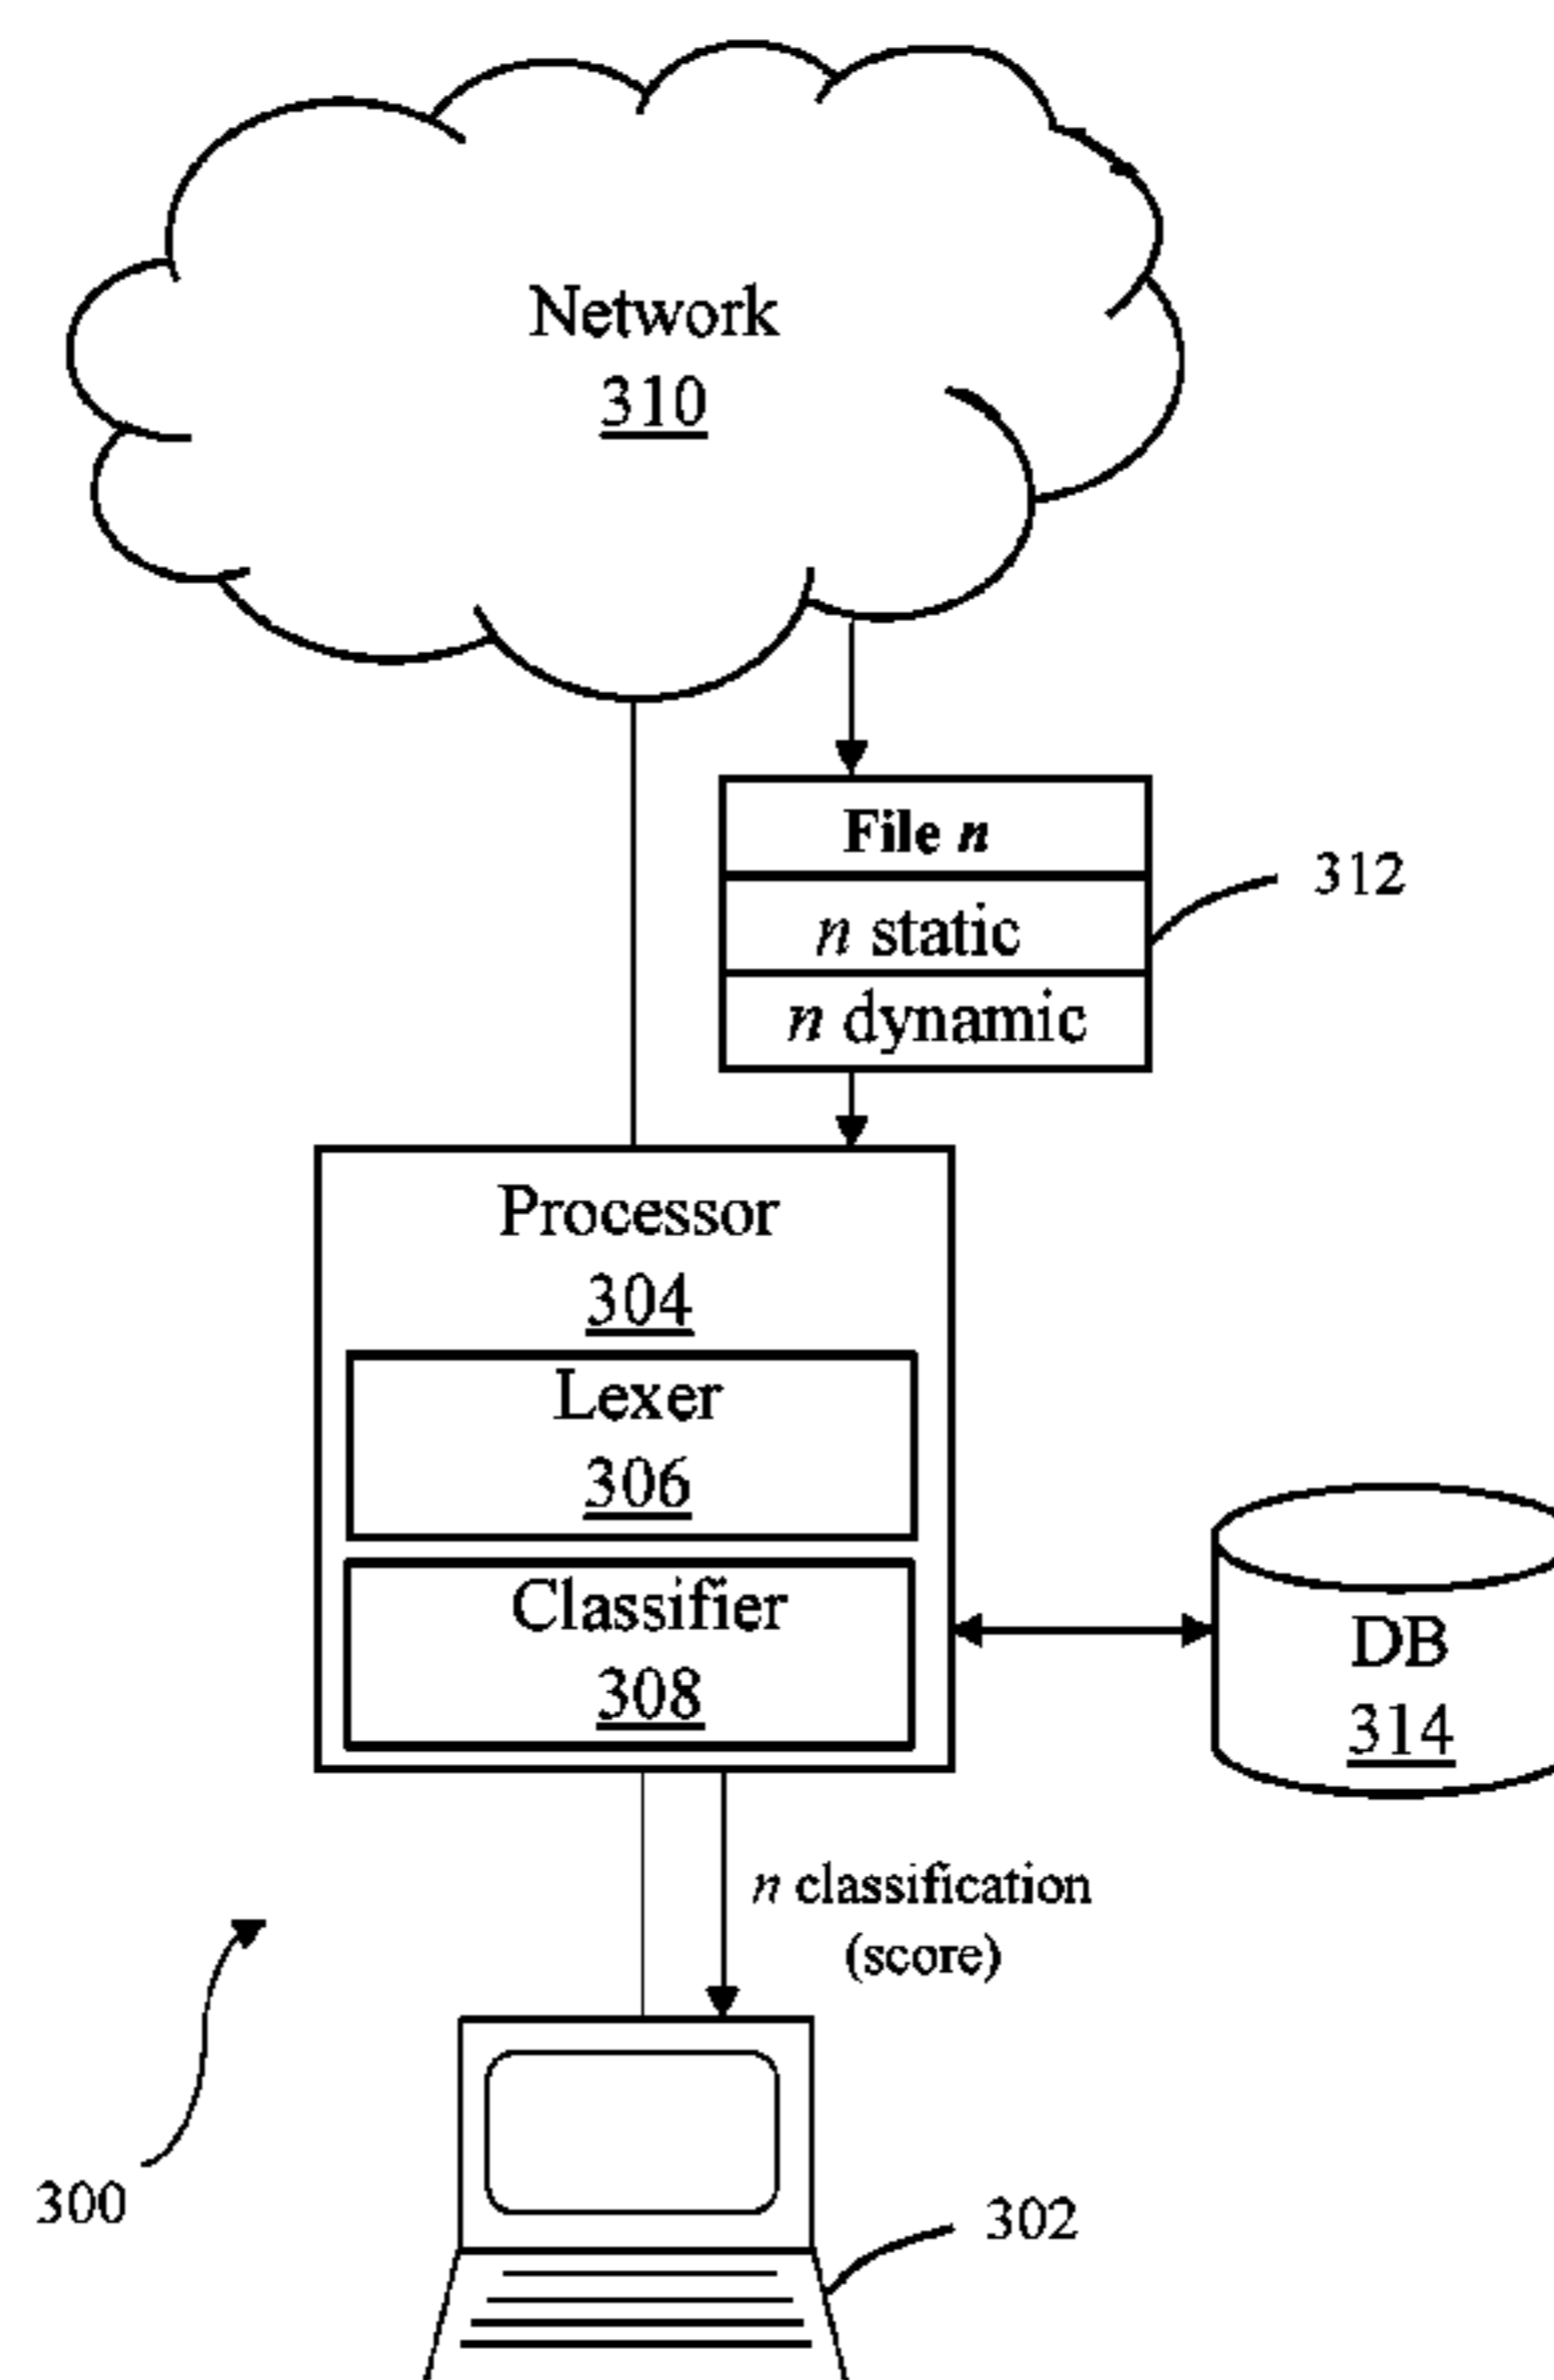 Network
310
File n
n static
n dynamic
312
Processor
304
Lexer
306
Classifier
308
DB
314
n classification
(score)
300
302